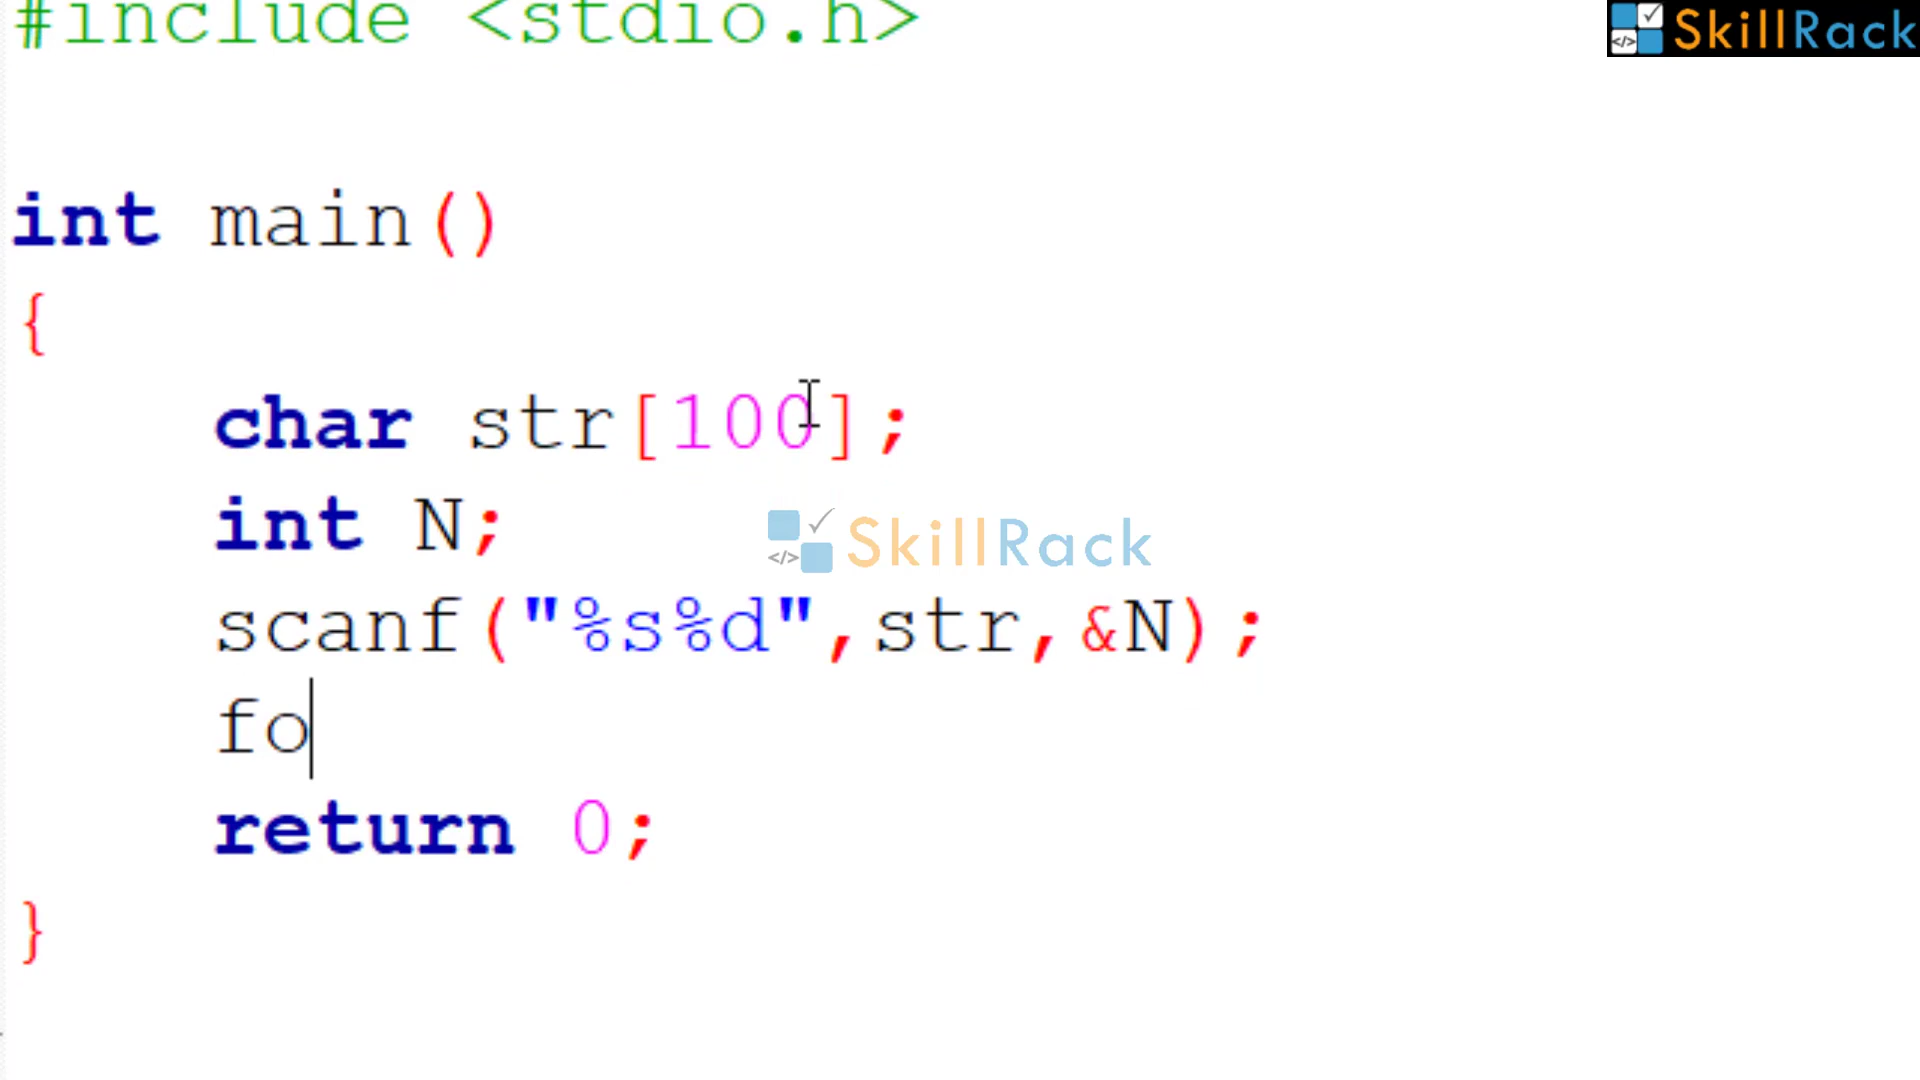 #include <stdio.h>
SkillRack
int main()
{
char str[100];
int N;
SkillRack
scanf("%s%d",str,&N);
fo
return 0;
}